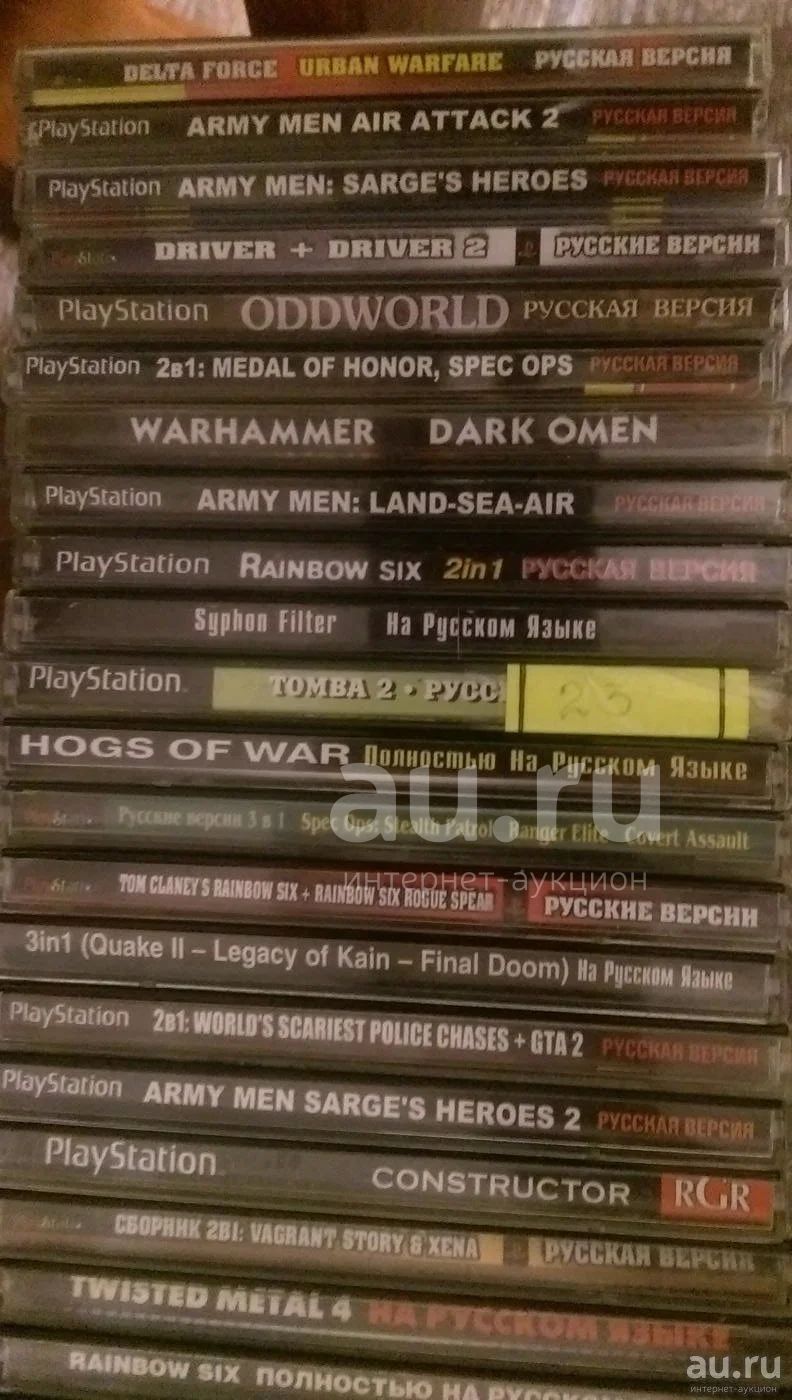 DELTA FORCE URBAN WARFARE РУССКАЯ ВЕРСИЯ
PlayStation ARMY MEN AIR ATTACK 2 РУССКАЯ ВЕРСИЯ
PlayStation ARMY MEN: SARGE'S HEROES РУССКАЯ ВЕРСИЯ
DRIVER + DRIVER 2 РУССКИЕ ВЕРСИИ
PlayStation ODDWORLD РУССКАЯ ВЕРСИЯ
PlayStation 2в1: MEDAL OF HONOR, SPEC OPS РУССКАЯ ВЕРСИЯ
WARHAMMER DARK OMEN
PlayStation ARMY MEN: LAND-SEA-AIR РУССКАЯ ВЕРСИЯ
PlayStation RAINBOW SIX 2in1 РУССКАЯ ВЕРСИЯ
Syphon Filter На Русском Языке
PlayStation ТОМВА 2 • РУСС 23
HOGS OF WAR Полностью На Русском Языке
au.ru
интернет-аукцион
Русские версии 3 в 1 Spec Ops: Stealth Patrol Ranger Elite Covert Assault
TOM CLANEY'S RAINBOW SIX + RAINBOW SIX ROGUE SPEAR РУССКИЕ ВЕРСИИ
3in1 (Quake II – Legacy of Kain – Final Doom) На Русском Языке
PlayStation 2в1: WORLD'S SCARIEST POLICE CHASES + GTA 2 РУССКАЯ ВЕРСИЯ
PlayStation ARMY MEN SARGE'S HEROES 2 РУССКАЯ ВЕРСИЯ
PlayStation CONSTRUCTOR RGR
СБОРНИК 2В1: VAGRANT STORY & XENA РУССКАЯ ВЕРСИЯ
TWISTED METAL 4 НА РУССКОМ ЯЗЫКЕ
RAINBOW SIX ПОЛНОСТЬЮ НА
au.ru
интернет-аукцион